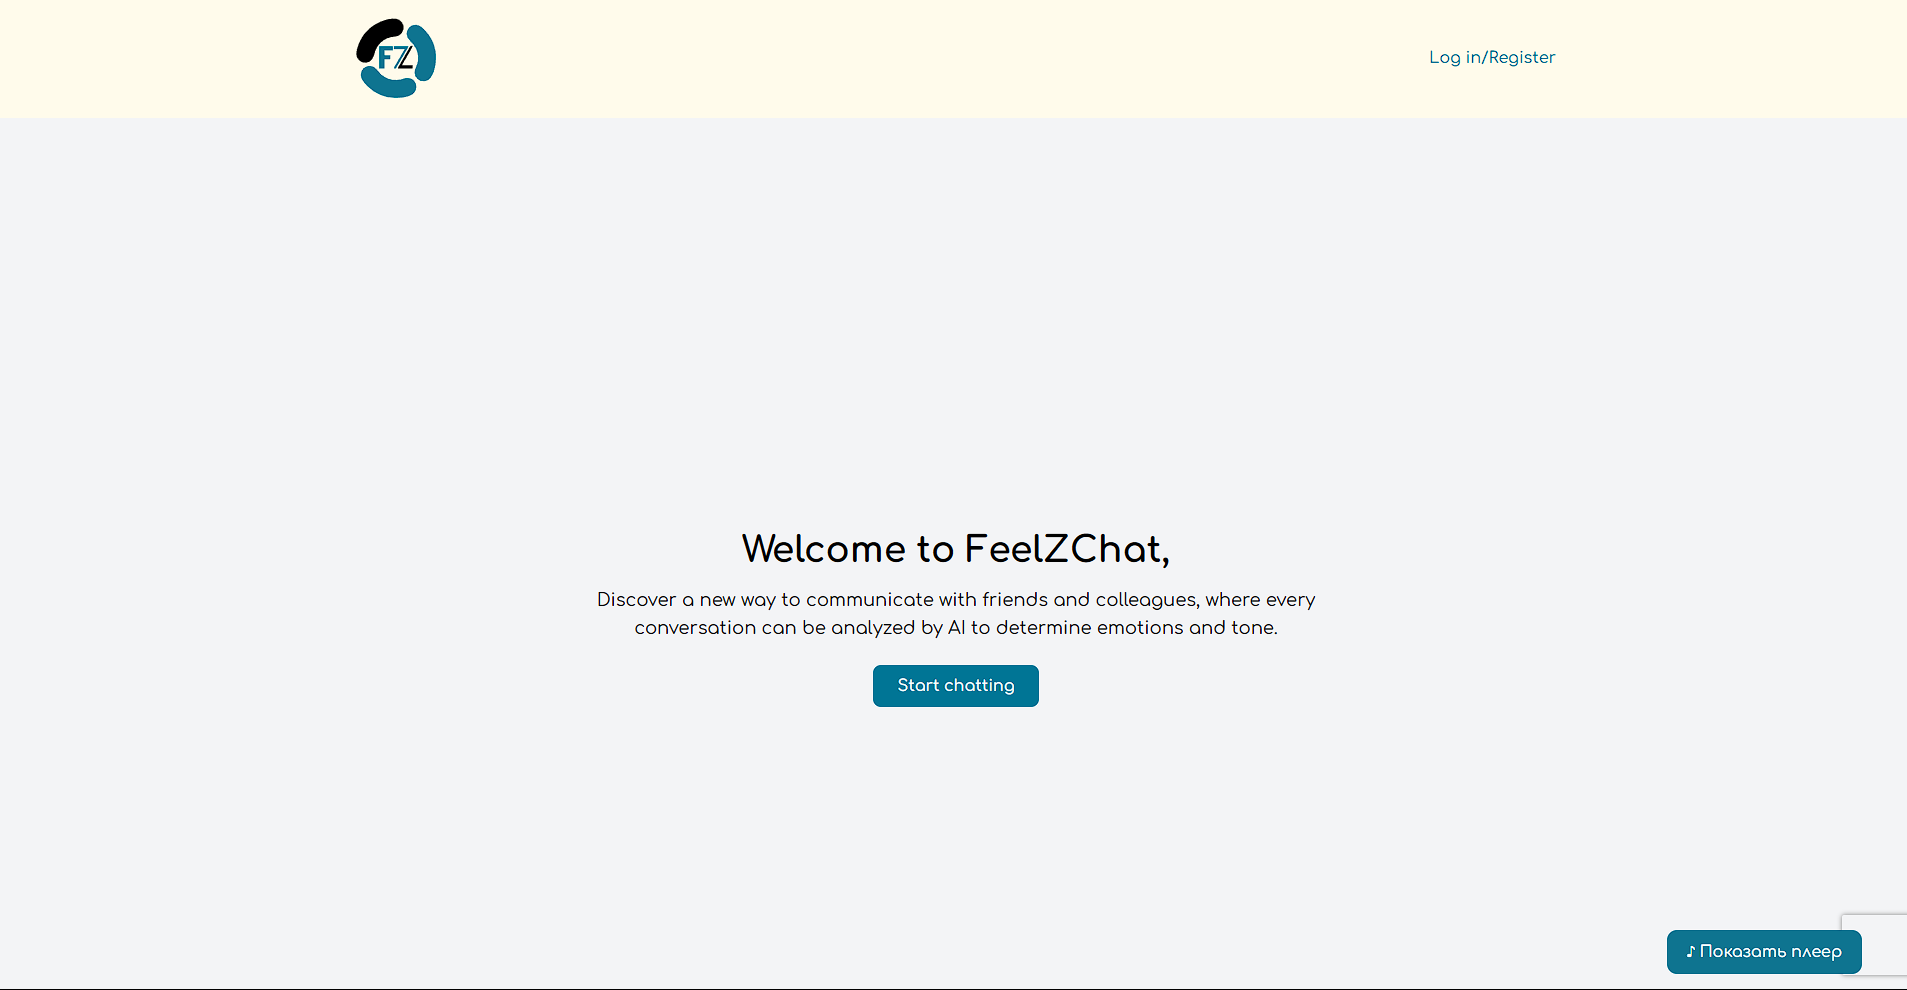 FZ
Log in/Register
Welcome to FeelZChat,
Discover a new way to communicate with friends and colleagues, where every
conversation can be analyzed by AI to determine emotions and tone.
Start chatting
♪ Показать плеер